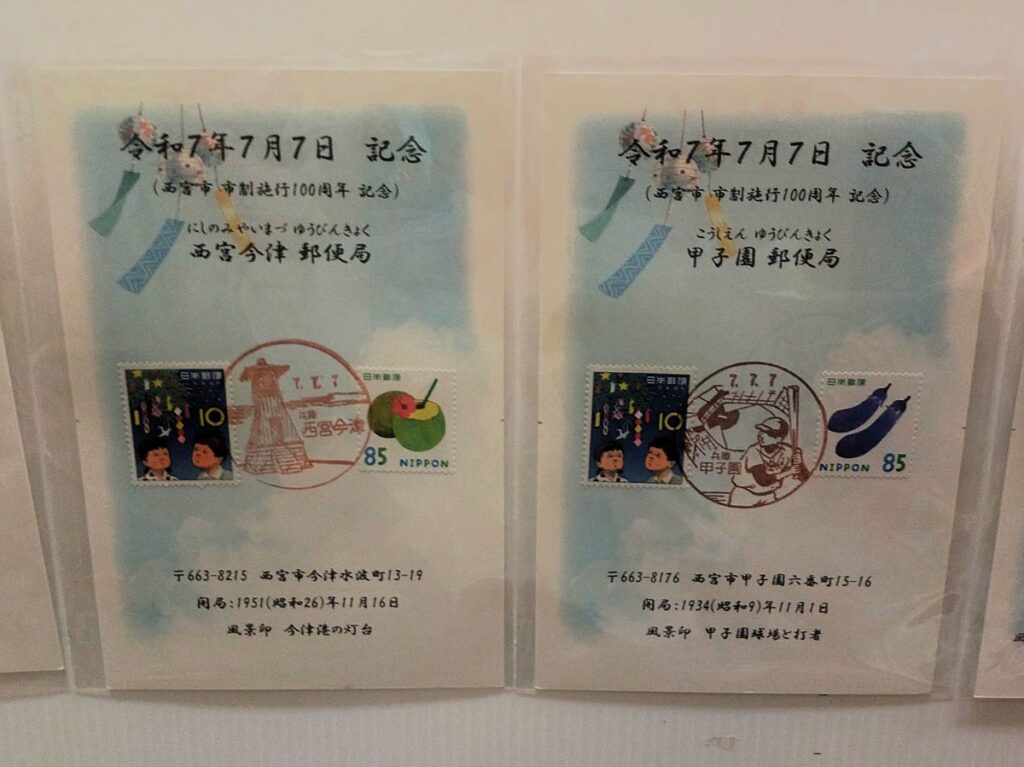 令和7年7月7日 記念
(西宮市 市制施行100周年 記念)
にしのみやいまづ ゆうびんきょく
西宮今津 郵便局
日本郵便
10
7.7.7
兵庫
西宮今津
日本郵便
85 NIPPON
〒663-8215 西宮市今津水波町13-19
開局:1951(昭和26)年11月16日
風景印 今津港の灯台
令和7年7月7日 記念
(西宮市 市制施行100周年 記念)
こうしえん ゆうびんきょく
甲子園 郵便局
日本郵便
10
7.7.7
兵庫
甲子園
日本郵便
NIPPON 85
〒663-8176 西宮市甲子園六番町15-16
開局:1934(昭和9)年11月1日
風景印 甲子園球場と打者